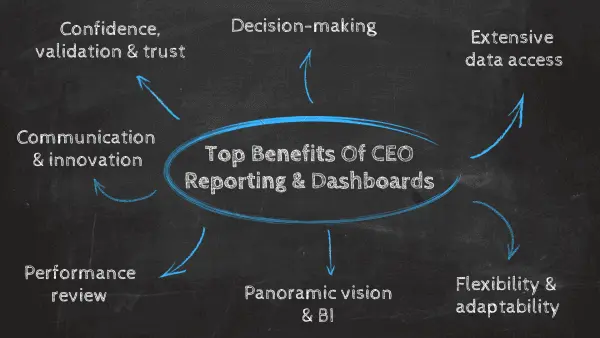 Confidence,
validation & trust
Decision-making
Extensive
data access
Communication
& innovation
Top Benefits Of CEO
Reporting & Dashboards
Performance
review
Panoramic vision
& BI
Flexibility &
adaptability